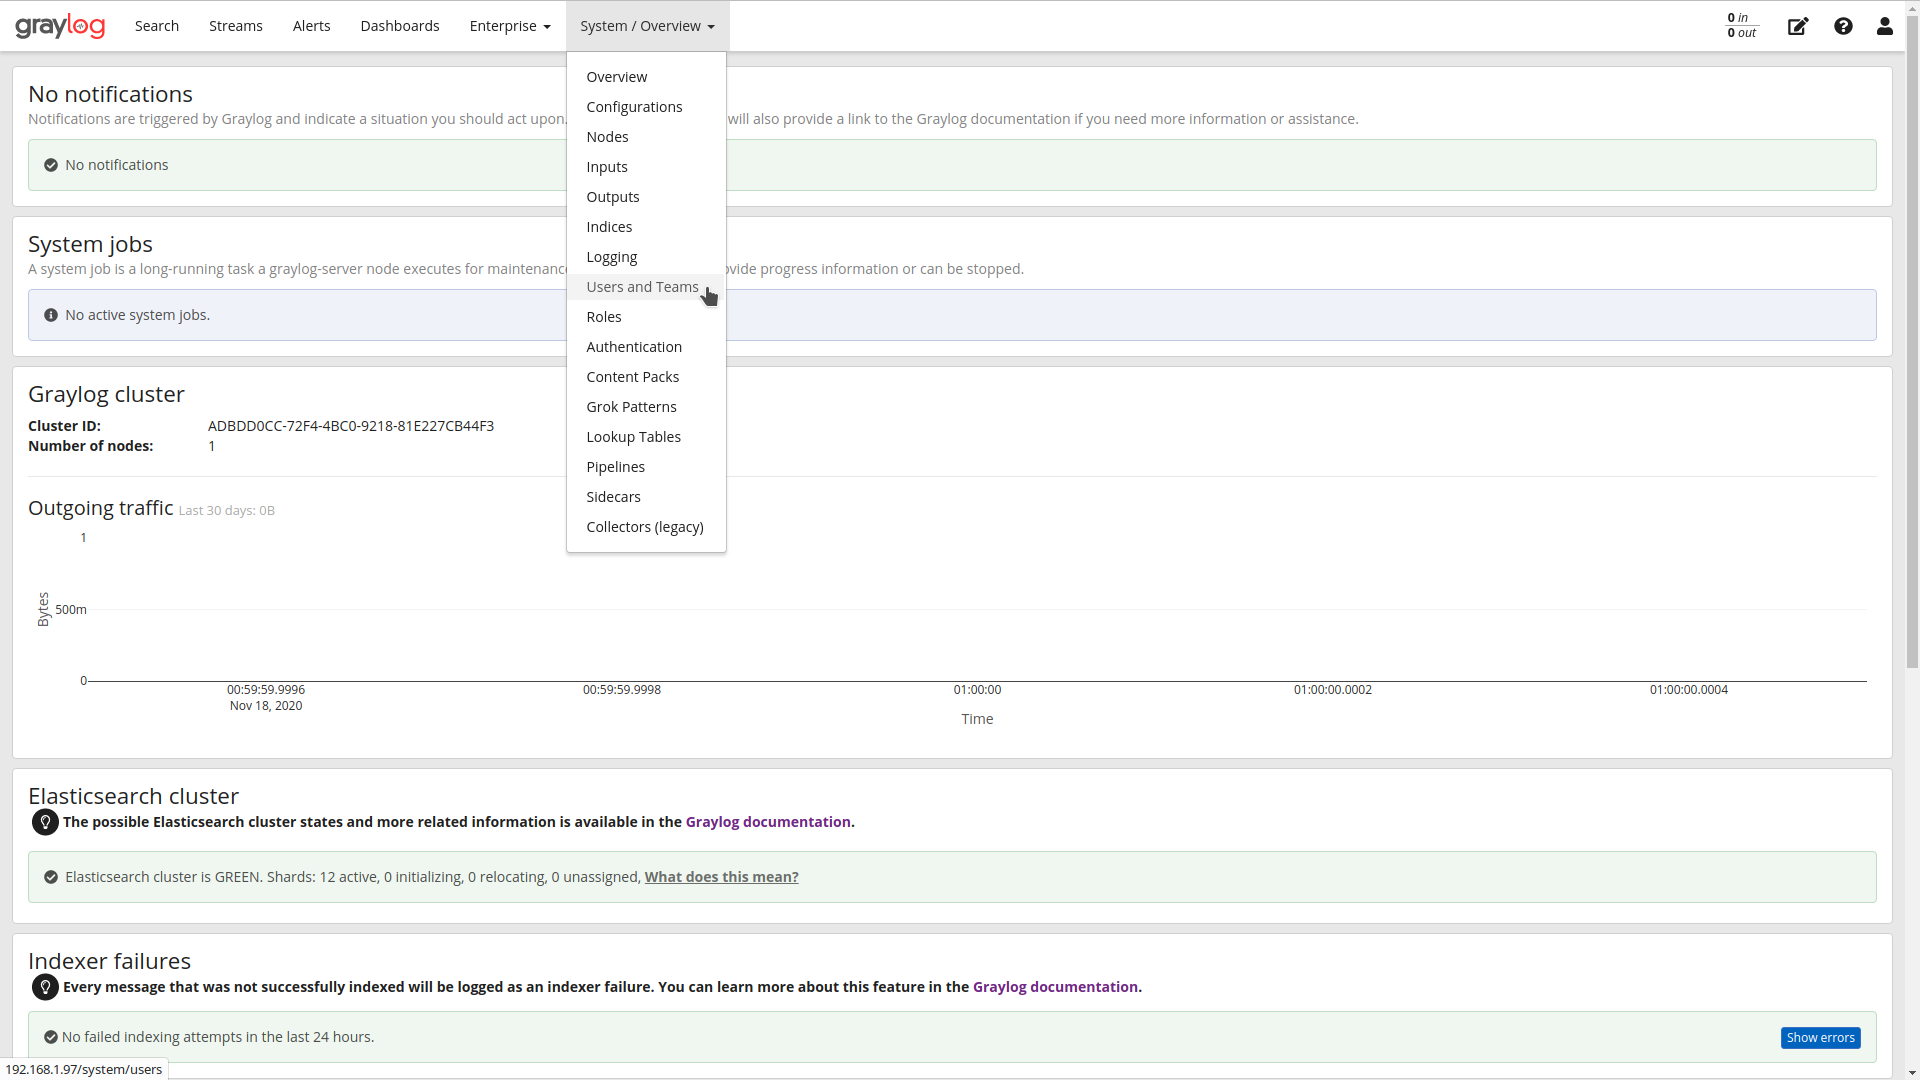 graylog
Search
Streams
Alerts
Dashboards
Enterprise
System / Overview
0 in
0 out
Overview
Configurations
Nodes
Inputs
Outputs
Indices
Logging
Users and Teams
Roles
Authentication
Content Packs
Grok Patterns
Lookup Tables
Pipelines
Sidecars
Collectors (legacy)
No notifications
Notifications are triggered by Graylog and indicate a situation you should act upon. will also provide a link to the Graylog documentation if you need more information or assistance.
No notifications
System jobs
A system job is a long-running task a graylog-server node executes for maintenanc vide progress information or can be stopped.
No active system jobs.
Graylog cluster
Cluster ID: ADBDD0CC-72F4-4BC0-9218-81E227CB44F3
Number of nodes: 1
Outgoing traffic Last 30 days: 0B
1
500m
0
Bytes
00:59:59.9996
Nov 18, 2020
00:59:59.9998
01:00:00
01:00:00.0002
01:00:00.0004
Time
Elasticsearch cluster
The possible Elasticsearch cluster states and more related information is available in the Graylog documentation.
Elasticsearch cluster is GREEN. Shards: 12 active, 0 initializing, 0 relocating, 0 unassigned, What does this mean?
Indexer failures
Every message that was not successfully indexed will be logged as an indexer failure. You can learn more about this feature in the Graylog documentation.
No failed indexing attempts in the last 24 hours.
Show errors
192.168.1.97/system/users